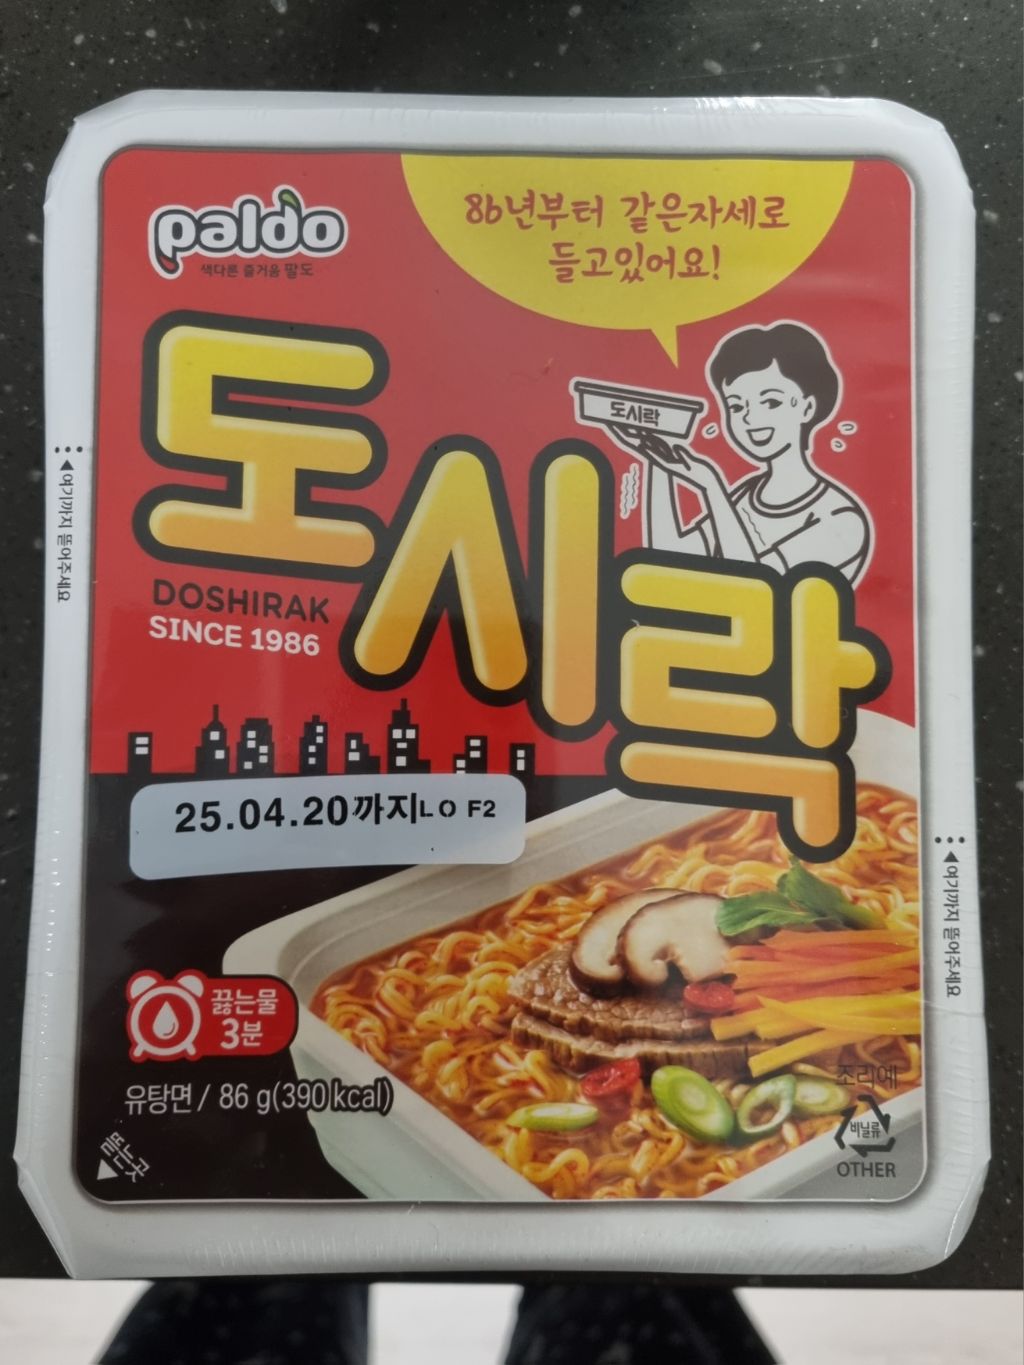 86년부터 같은자세로
들고있어요!
paldo
색다른 즐거움 팔도
도시락
도시락
DOSHIRAK
SINCE 1986
여기까지 뜯어주세요
25.04.20까지LO F2
여기까지 뜯어주세요
끓는물
3분
유탕면 / 86 g(390 kcal)
뜯는곳
조리예
비닐류
OTHER